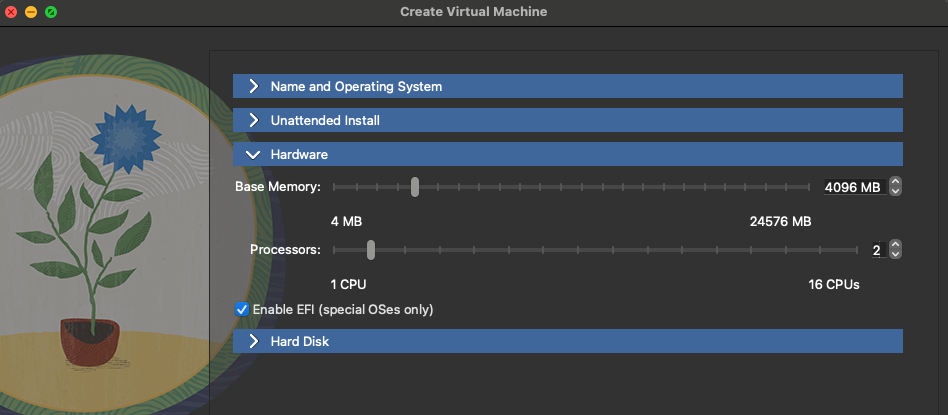 Create Virtual Machine
Name and Operating System
Unattended Install
Hardware
Base Memory: 4096 MB
4 MB 24576 MB
Processors: 2
1 CPU 16 CPUs
Enable EFI (special OSes only)
Hard Disk